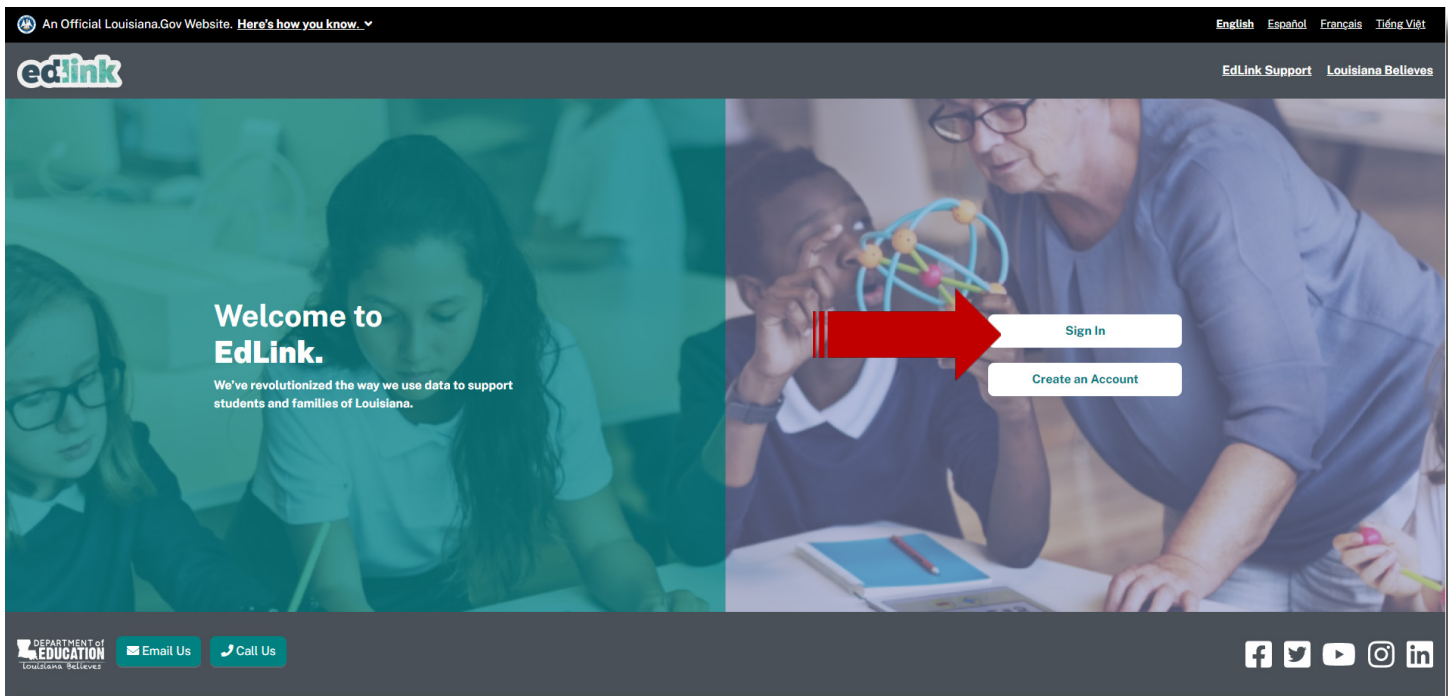 An Official Louisiana.Gov Website. Here's how you know.
English Español Français Tiếng Việt
ed:link
EdLink Support Louisiana Believes
Welcome to
EdLink.
We've revolutionized the way we use data to support
students and families of Louisiana.
Sign In
Create an Account
DEPARTMENT of
EDUCATION
Louisiana Believes
Email Us
Call Us